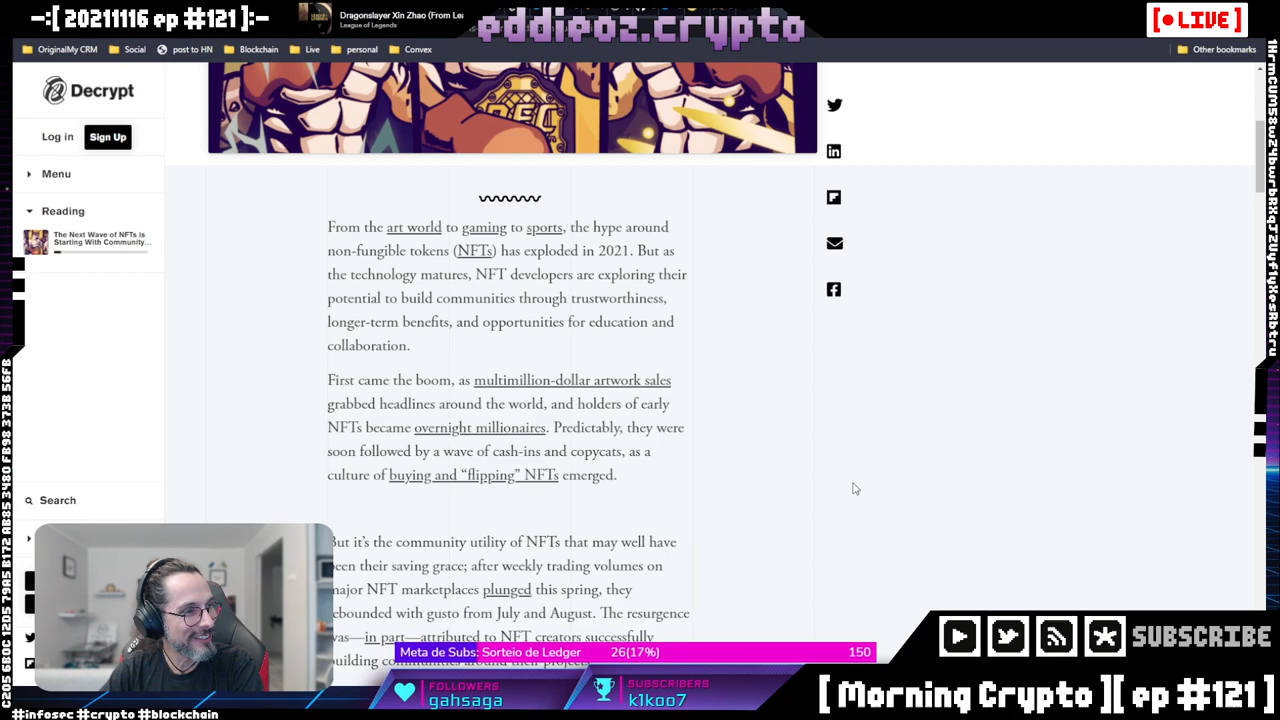 -:[ 20211116 ep #121 ]:-
Dragonslayer Xin Zhao (From Le
League of Legends
eddieoz.crypto
[• LIVE ]
OriginalMy CRM
Social
post to HN
Blockchain
Live
personal
Convex
Other bookmarks
Decrypt
Log in
Sign Up
Menu
Reading
The Next Wave of NFTs Is
Starting With Community...
Search
From the art world to gaming to sports, the hype around
non-fungible tokens (NFTs) has exploded in 2021. But as
the technology matures, NFT developers are exploring their
potential to build communities through trustworthiness,
longer-term benefits, and opportunities for education and
collaboration.
First came the boom, as multimillion-dollar artwork sales
grabbed headlines around the world, and holders of early
NFTs became overnight millionaires. Predictably, they were
soon followed by a wave of cash-ins and copycats, as a
culture of buying and “flipping” NFTs emerged.
But it’s the community utility of NFTs that may well have
been their saving grace; after weekly trading volumes on
major NFT marketplaces plunged this spring, they
rebounded with gusto from July and August. The resurgence
was—in part—attributed to NFT creators successfully
building communities around their projects
Meta de Subs: Sorteio de Ledger 26(17%) 150
FOLLOWERS
gahsaga
SUBSCRIBERS
k1koo7
SUBSCRIBE
[ Morning Crypto ][ ep #121 ]
#infosec #crypto #blockchain